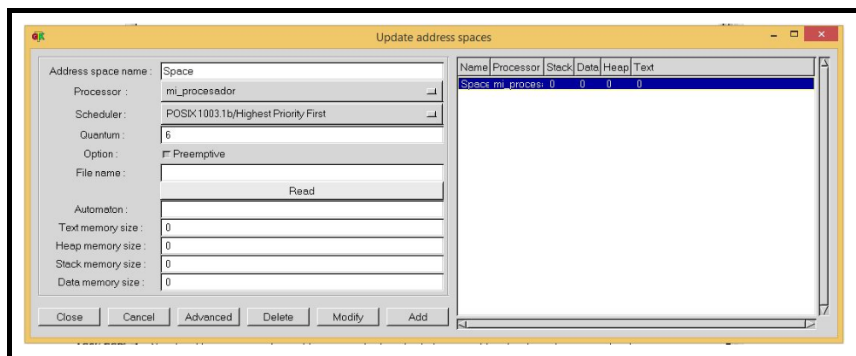 Update address spaces
Address space name : Space
Processor : mi_procesador
Scheduler : POSIX 1003.1b/Highest Priority First
Quantum : 6
Option : Preemptive
File name :
Read
Automaton :
Text memory size : 0
Heap memory size : 0
Stack memory size : 0
Data memory size : 0
Close Cancel Advanced Delete Modify Add
Name Processor Stack Data Heap Text
Space mi_proces 0 0 0 0